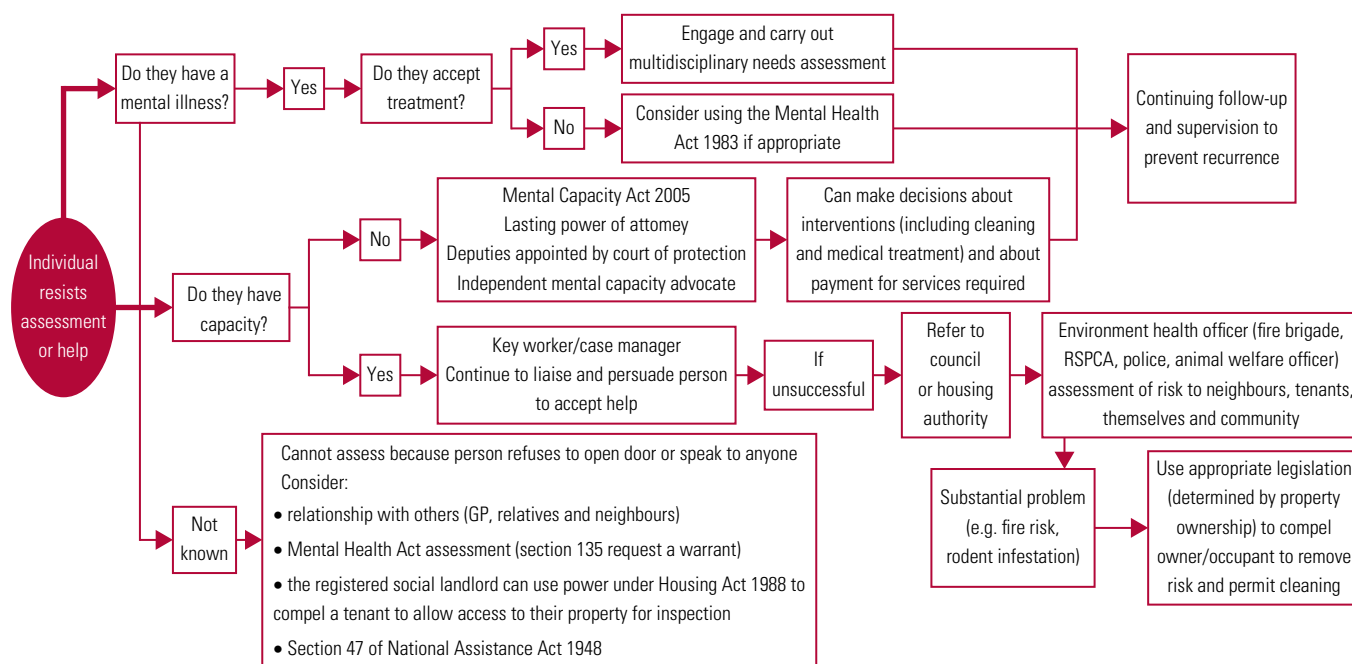 Individual
resists
assessment
or help
Do they have a
mental illness?
Yes
Do they accept
treatment?
Yes
Engage and carry out
multidisciplinary needs assessment
No
Consider using the Mental Health
Act 1983 if appropriate
Continuing follow-up
and supervision to
prevent recurrence
Do they have
capacity?
No
Mental Capacity Act 2005
Lasting power of attomey
Deputies appointed by court of protection
Independent mental capacity advocate
Can make decisions about
interventions (including cleaning
and medical treatment) and about
payment for services required
Yes
Key worker/case manager
Continue to liaise and persuade person
to accept help
If
unsuccessful
Refer to
council
or housing
authority
Environment health officer (fire brigade,
RSPCA, police, animal welfare officer)
assessment of risk to neighbours, tenants,
themselves and community
Substantial problem
(e.g. fire risk,
rodent infestation)
Use appropriate legislation
(determined by property
ownership) to compel
owner/occupant to remove
risk and permit cleaning
Not
known
Cannot assess because person refuses to open door or speak to anyone
Consider:
• relationship with others (GP, relatives and neighbours)
• Mental Health Act assessment (section 135 request a warrant)
• the registered social landlord can use power under Housing Act 1988 to
compel a tenant to allow access to their property for inspection
• Section 47 of National Assistance Act 1948